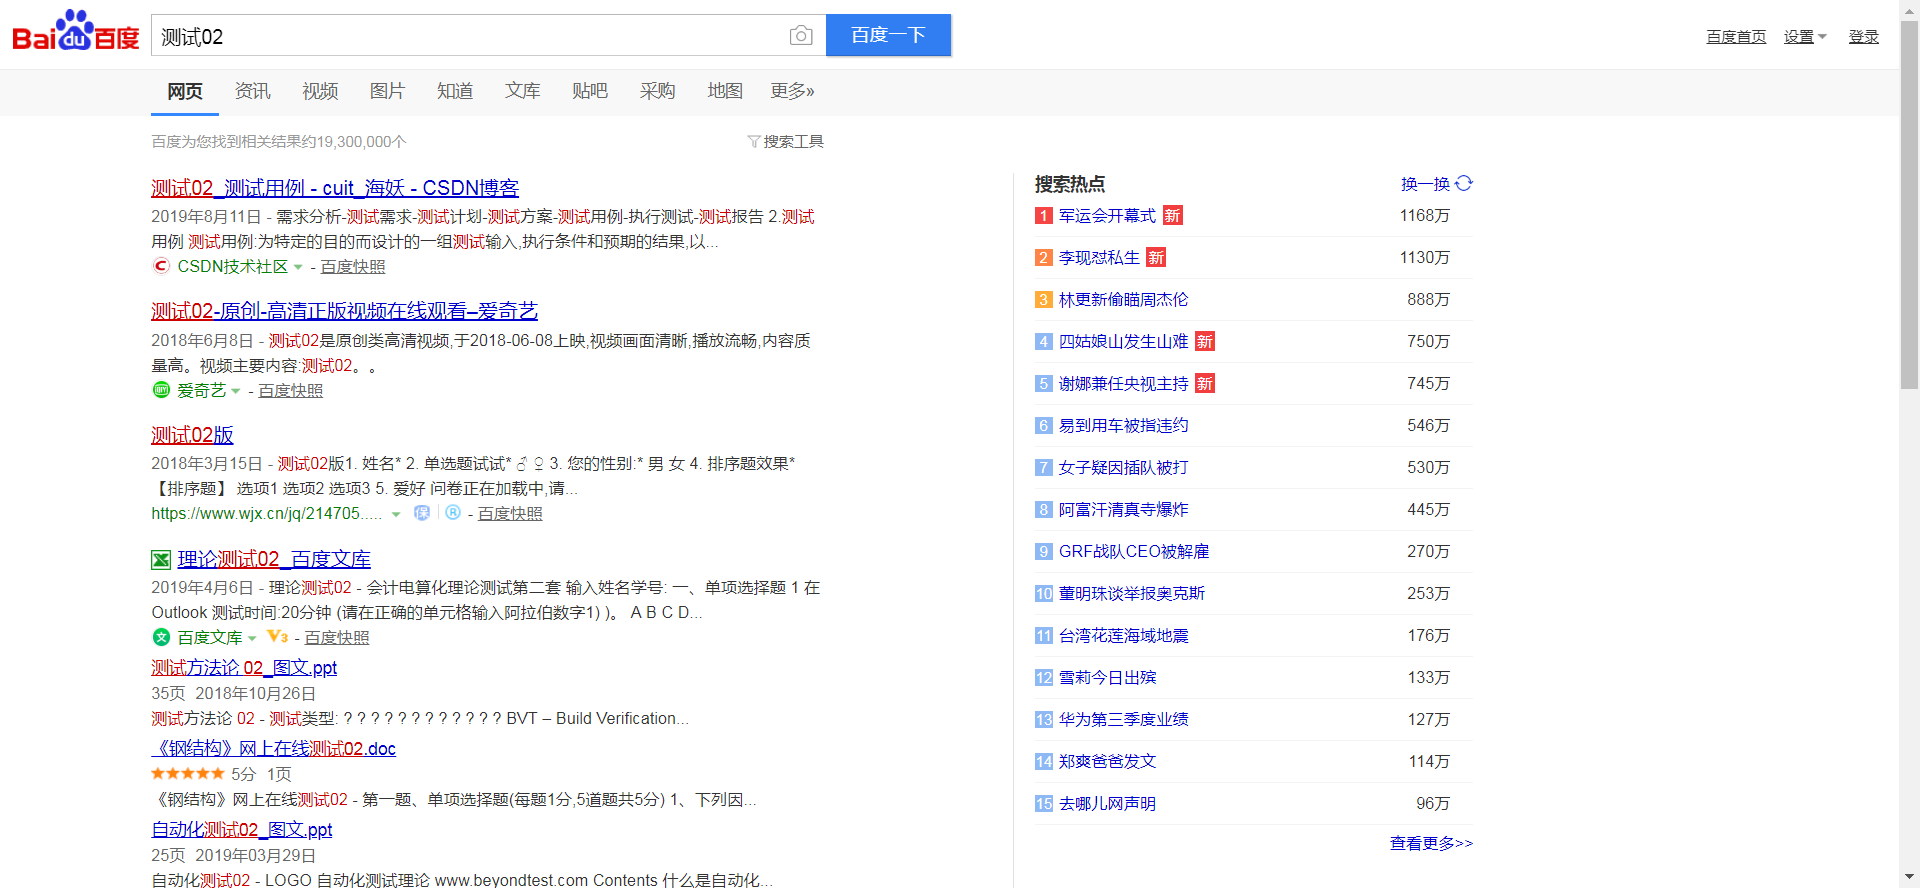 Bai du 百度
测试02
百度一下
百度首页 设置 登录
网页 资讯 视频 图片 知道 文库 贴吧 采购 地图 更多»
百度为您找到相关结果约19,300,000个
搜索工具
测试02_测试用例 - cuit_海妖 - CSDN博客
2019年8月11日 - 需求分析-测试需求-测试计划-测试方案-测试用例-执行测试-测试报告 2.测试
用例 测试用例:为特定的目的而设计的一组测试输入,执行条件和预期的结果,以...
CSDN技术社区 - 百度快照
测试02-原创-高清正版视频在线观看–爱奇艺
2018年6月8日 - 测试02是原创类高清视频,于2018-06-08上映,视频画面清晰,播放流畅,内容质
量高。视频主要内容:测试02。。
爱奇艺 - 百度快照
测试02版
2018年3月15日 - 测试02版1. 姓名* 2. 单选题试试* ♂ ♀ 3. 您的性别:* 男 女 4. 排序题效果*
【排序题】 选项1 选项2 选项3 5. 爱好 问卷正在加载中,请...
https://www.wjx.cn/jq/214705..... 保 ® - 百度快照
理论测试02_百度文库
2019年4月6日 - 理论测试02 - 会计电算化理论测试第二套 输入姓名学号: 一、单项选择题 1 在
Outlook 测试时间:20分钟 (请在正确的单元格输入阿拉伯数字1) )。 A B C D...
文 百度文库 V3 - 百度快照
测试方法论 02_图文.ppt
35页 2018年10月26日
测试方法论 02 - 测试类型: ? ? ? ? ? ? ? ? ? ? ? ? BVT – Build Verification...
《钢结构》网上在线测试02.doc
★★★★★ 5分 1页
《钢结构》网上在线测试02 - 第一题、单项选择题(每题1分,5道题共5分) 1、下列因...
自动化测试02_图文.ppt
25页 2019年03月29日
自动化测试02 - LOGO 自动化测试理论 www.beyondtest.com Contents 什么是自动化...
搜索热点 换一换
1 军运会开幕式 新 1168万
2 李现怼私生 新 1130万
3 林更新偷瞄周杰伦 888万
4 四姑娘山发生山难 新 750万
5 谢娜兼任央视主持 新 745万
6 易到用车被指违约 546万
7 女子疑因插队被打 530万
8 阿富汗清真寺爆炸 445万
9 GRF战队CEO被解雇 270万
10 董明珠谈举报奥克斯 253万
11 台湾花莲海域地震 176万
12 雪莉今日出殡 133万
13 华为第三季度业绩 127万
14 郑爽爸爸发文 114万
15 去哪儿网声明 96万
查看更多>>